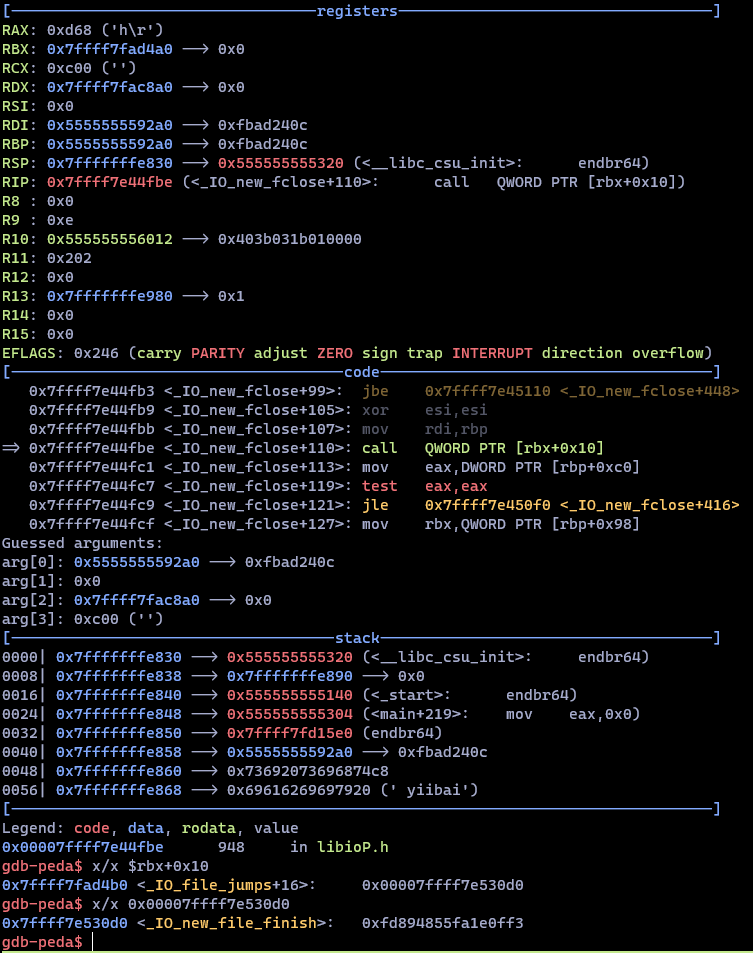 [----------------------------------registers-----------------------------------]
RAX: 0xd68 ('h\r')
RBX: 0x7ffff7fad4a0 --> 0x0
RCX: 0xc00 ('')
RDX: 0x7ffff7fac8a0 --> 0x0
RSI: 0x0
RDI: 0x5555555592a0 --> 0xfbad240c
RBP: 0x5555555592a0 --> 0xfbad240c
RSP: 0x7fffffffe830 --> 0x555555555320 (<__libc_csu_init>: endbr64)
RIP: 0x7ffff7e44fbe (<_IO_new_fclose+110>: call QWORD PTR [rbx+0x10])
R8 : 0x0
R9 : 0xe
R10: 0x555555556012 --> 0x403b031b010000
R11: 0x202
R12: 0x0
R13: 0x7fffffffe980 --> 0x1
R14: 0x0
R15: 0x0
EFLAGS: 0x246 (carry PARITY adjust ZERO sign trap INTERRUPT direction overflow)
[-------------------------------------code-------------------------------------]
0x7ffff7e44fb3 <_IO_new_fclose+99>: jbe 0x7ffff7e45110 <_IO_new_fclose+448>
0x7ffff7e44fb9 <_IO_new_fclose+105>: xor esi,esi
0x7ffff7e44fbb <_IO_new_fclose+107>: mov rdi,rbp
=> 0x7ffff7e44fbe <_IO_new_fclose+110>: call QWORD PTR [rbx+0x10]
0x7ffff7e44fc1 <_IO_new_fclose+113>: mov eax,DWORD PTR [rbp+0xc0]
0x7ffff7e44fc7 <_IO_new_fclose+119>: test eax,eax
0x7ffff7e44fc9 <_IO_new_fclose+121>: jle 0x7ffff7e450f0 <_IO_new_fclose+416>
0x7ffff7e44fcf <_IO_new_fclose+127>: mov rbx,QWORD PTR [rbp+0x98]
Guessed arguments:
arg[0]: 0x5555555592a0 --> 0xfbad240c
arg[1]: 0x0
arg[2]: 0x7ffff7fac8a0 --> 0x0
arg[3]: 0xc00 ('')
[------------------------------------stack-------------------------------------]
0000| 0x7fffffffe830 --> 0x555555555320 (<__libc_csu_init>: endbr64)
0008| 0x7fffffffe838 --> 0x7fffffffe890 --> 0x0
0016| 0x7fffffffe840 --> 0x555555555140 (<_start>: endbr64)
0024| 0x7fffffffe848 --> 0x555555555304 (<main+219>: mov eax,0x0)
0032| 0x7fffffffe850 --> 0x7ffff7fd15e0 (endbr64)
0040| 0x7fffffffe858 --> 0x5555555592a0 --> 0xfbad240c
0048| 0x7fffffffe860 --> 0x73692073696874c8
0056| 0x7fffffffe868 --> 0x69616269697920 (' yiibai')
[------------------------------------------------------------------------------]
Legend: code, data, rodata, value
0x00007ffff7e44fbe 948 in libioP.h
gdb-peda$ x/x $rbx+0x10
0x7ffff7fad4b0 <_IO_file_jumps+16>: 0x00007ffff7e530d0
gdb-peda$ x/x 0x00007ffff7e530d0
0x7ffff7e530d0 <_IO_new_file_finish>: 0xfd894855fa1e0ff3
gdb-peda$